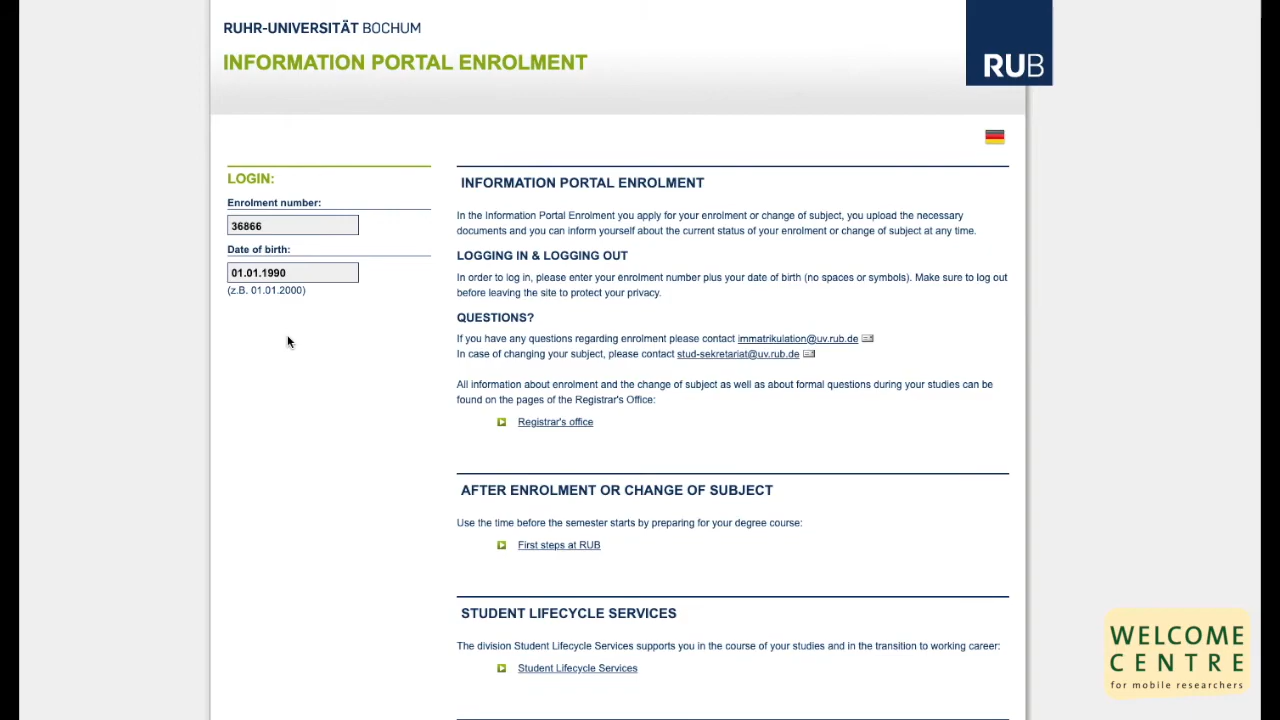 RUHR-UNIVERSITÄT BOCHUM
INFORMATION PORTAL ENROLMENT
RUB
LOGIN:
Enrolment number:
36866
Date of birth:
01.01.1990
(z.B. 01.01.2000)
INFORMATION PORTAL ENROLMENT
In the Information Portal Enrolment you apply for your enrolment or change of subject, you upload the necessary
documents and you can inform yourself about the current status of your enrolment or change of subject at any time.
LOGGING IN & LOGGING OUT
In order to log in, please enter your enrolment number plus your date of birth (no spaces or symbols). Make sure to log out
before leaving the site to protect your privacy.
QUESTIONS?
If you have any questions regarding enrolment please contact immatrikulation@uv.rub.de
In case of changing your subject, please contact stud-sekretariat@uv.rub.de
All information about enrolment and the change of subject as well as about formal questions during your studies can be
found on the pages of the Registrar's Office:
Registrar's office
AFTER ENROLMENT OR CHANGE OF SUBJECT
Use the time before the semester starts by preparing for your degree course:
First steps at RUB
STUDENT LIFECYCLE SERVICES
The division Student Lifecycle Services supports you in the course of your studies and in the transition to working career:
Student Lifecycle Services
WELCOME
CENTRE
for mobile researchers